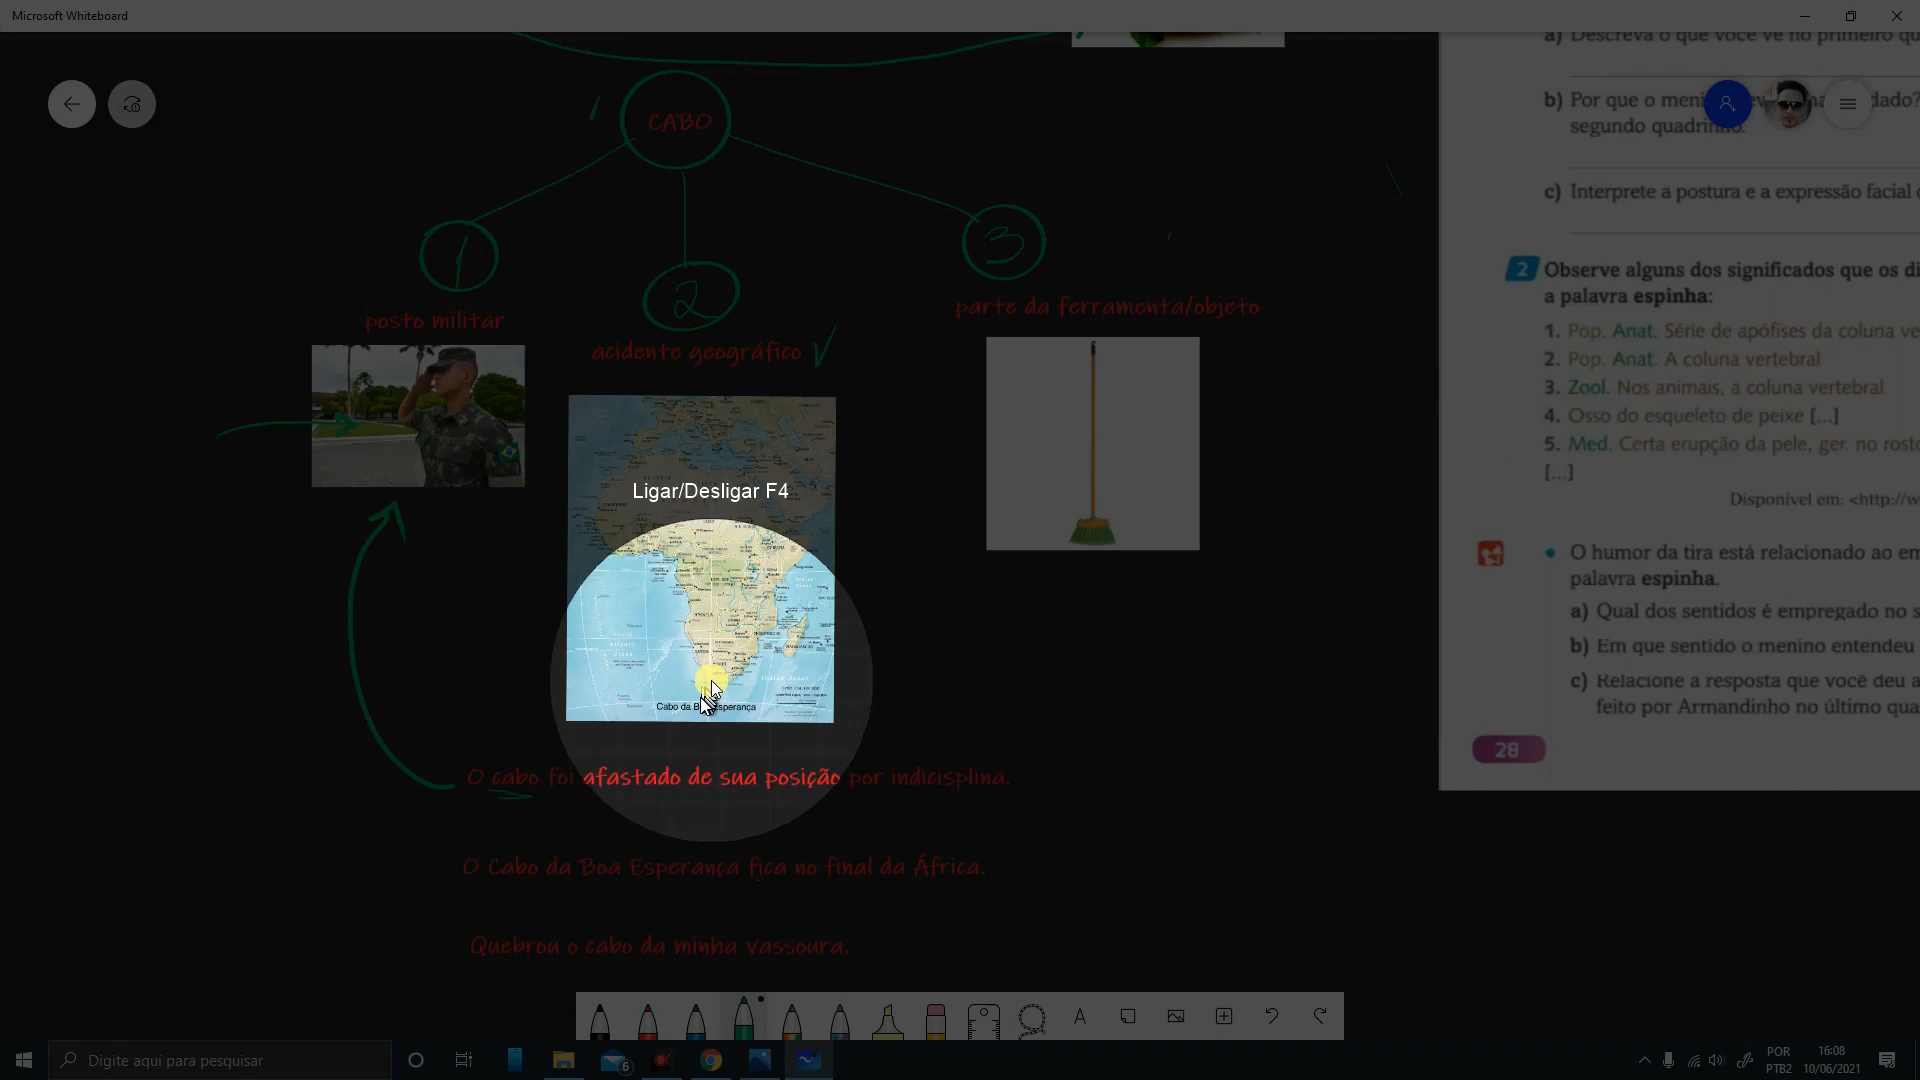 Microsoft Whiteboard
CABO
1
2
3
posto militar
acidente geográfico
parte da ferramenta/objeto
Ligar/Desligar F4
Cabo da B Esperança
O cabo foi afastado de sua posição por indicisplina.
O Cabo da Boa Esperança fica no final da África.
Quebrou o cabo da minha vassoura.
a) Descreva o que você vê no primeiro qu
b) Por que o meni dado?
segundo quadrinho.
c) Interprete a postura e a expressão facial
2 Observe alguns dos significados que os di
a palavra espinha:
1. Pop. Anat. Série de apófises da coluna ve
2. Pop. Anat. A coluna vertebral
3. Zool. Nos animais, a coluna vertebral
4. Osso do esqueleto de peixe [...]
5. Med. Certa erupção da pele, ger. no rosto
[...]
Disponível em: <http://w
• O humor da tira está relacionado ao em
palavra espinha.
a) Qual dos sentidos é empregado no s
b) Em que sentido o menino entendeu
c) Relacione a resposta que você deu a
feito por Armandinho no último qua
28
Digite aqui para pesquisar
6
POR
PTB2
16:08
10/06/2021